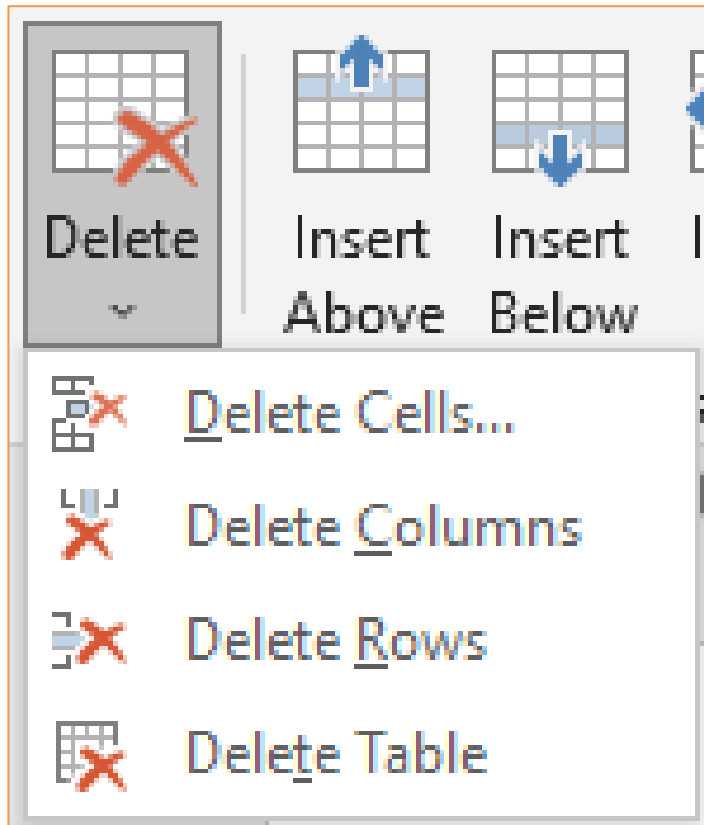 Delete
Insert
Above
Insert
Below
Delete Cells...
Delete Columns
Delete Rows
Delete Table